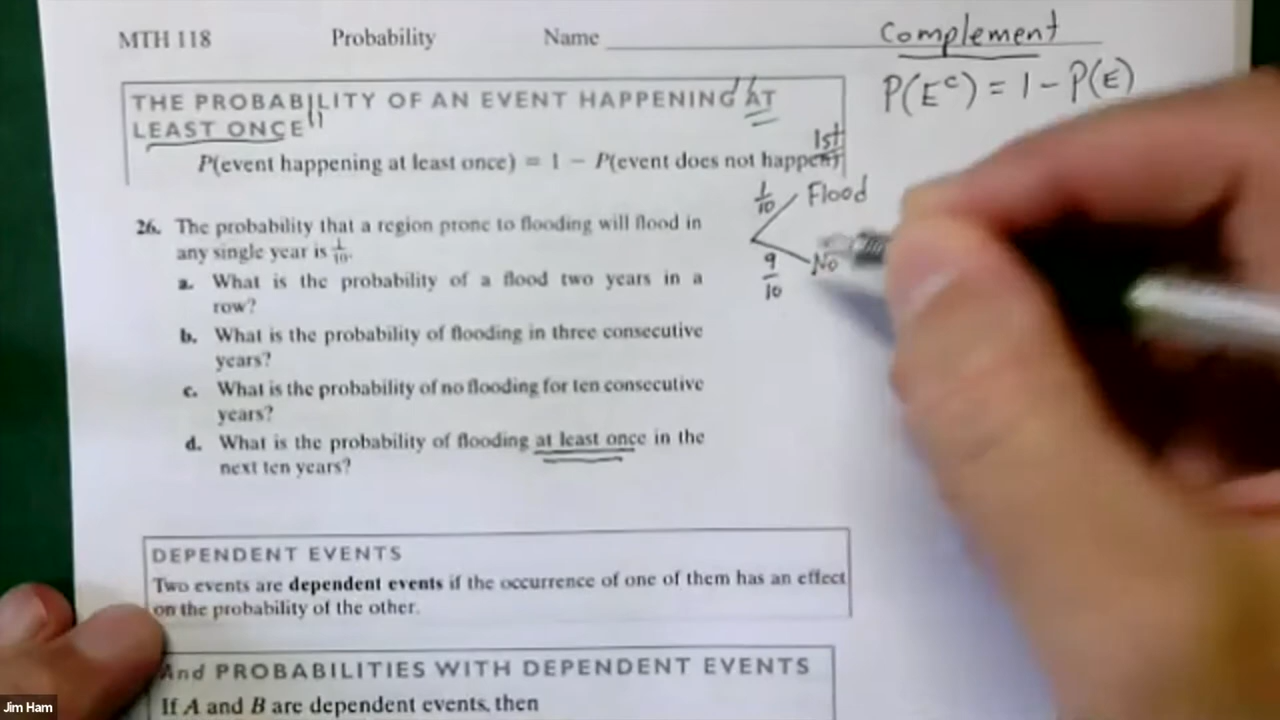 MTH 118 Probability Name
Complement
P(Eᶜ) = 1 - P(E)
THE PROBABILITY OF AN EVENT HAPPENING AT
LEAST ONCE
P(event happening at least once) = 1 − P(event does not happen)
1st
1/10 Flood
9/10 No
26. The probability that a region prone to flooding will flood in
any single year is 1/10.
a. What is the probability of a flood two years in a
row?
b. What is the probability of flooding in three consecutive
years?
c. What is the probability of no flooding for ten consecutive
years?
d. What is the probability of flooding at least once in the
next ten years?
DEPENDENT EVENTS
Two events are dependent events if the occurrence of one of them has an effect
on the probability of the other.
And PROBABILITIES WITH DEPENDENT EVENTS
If A and B are dependent events, then
Jim Ham